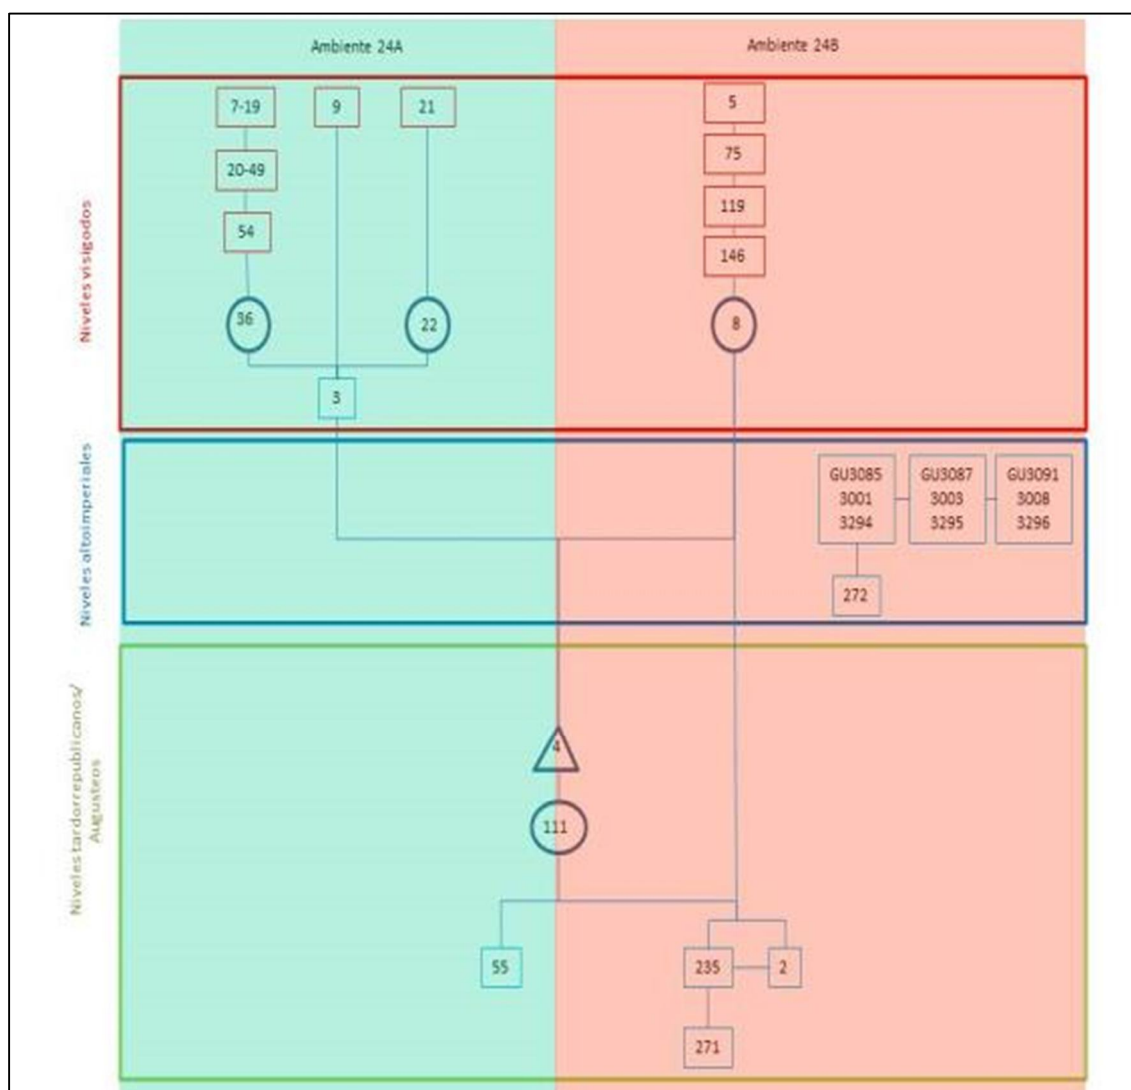 Ambiente 24A
Ambiente 24B
Niveles visigodos
7-19
9
21
5
20-49
75
54
119
146
36
22
8
3
Niveles altoimperiales
GU3085
3001
3294
GU3087
3003
3295
GU3091
3008
3296
272
Niveles tardorrepublicanos/
Augusteos
4
111
55
235
2
271